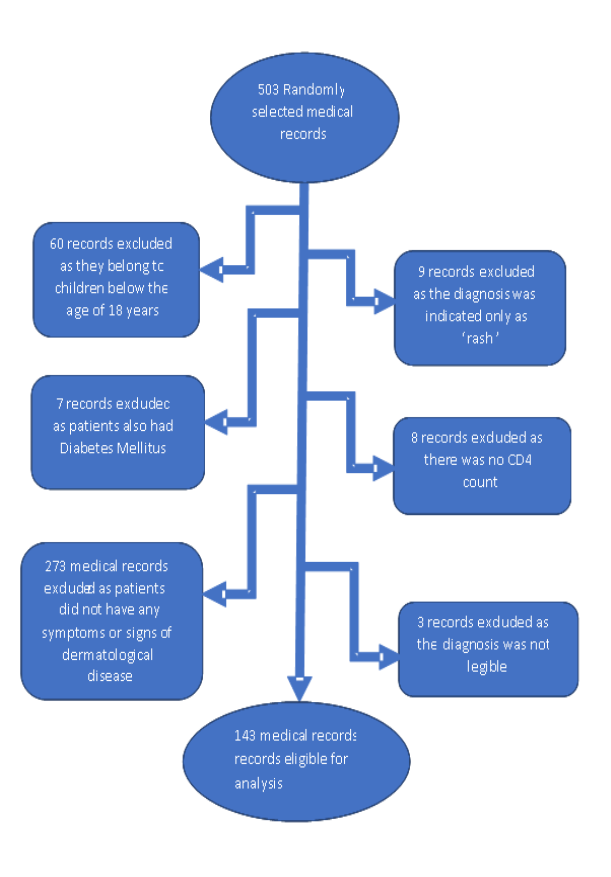 503 Randomly
selected medical
records
60 records excluded
as they belong to
children below the
age of 18 years
9 records excluded
as the diagnosis was
indicated only as
‘rash’
7 records excluded
as patients also had
Diabetes Mellitus
8 records excluded as
there was no CD4
count
273 medical records
excluded as patients
did not have any
symptoms or signs of
dermatological
disease
3 records excluded as
the diagnosis was not
legible
143 medical records
records eligible for
analysis